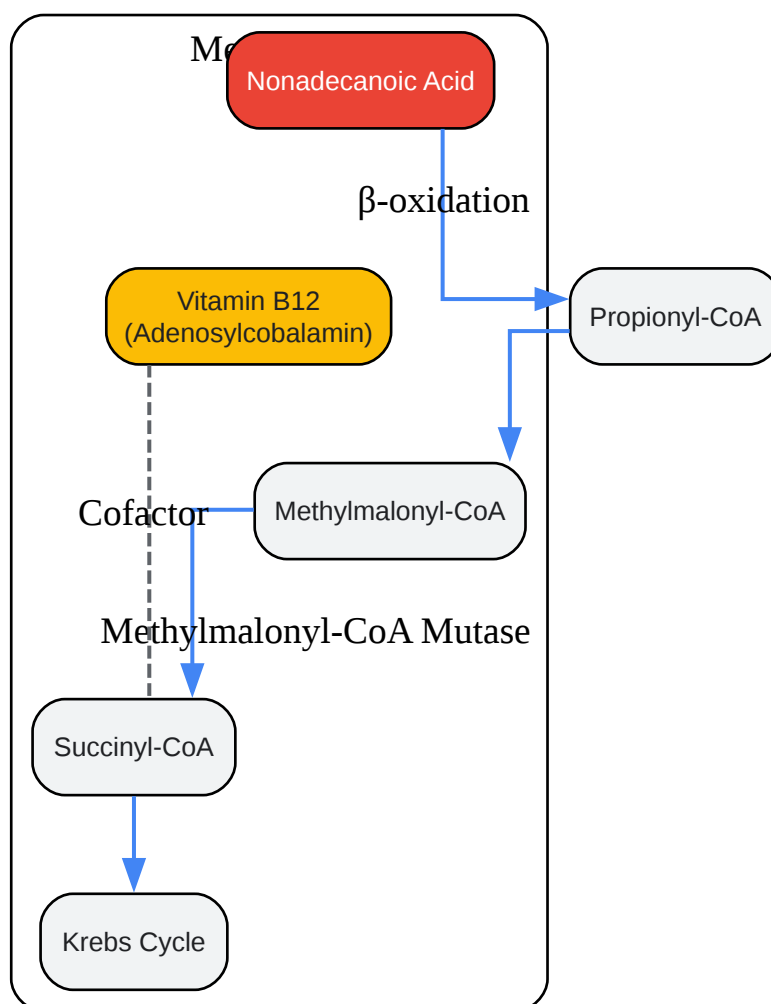 Nonadecanoic Acid
β-oxidation
Vitamin B12
(Adenosylcobalamin)
Propionyl-CoA
Methylmalonyl-CoA
Cofactor
Methylmalonyl-CoA Mutase
Succinyl-CoA
Krebs Cycle